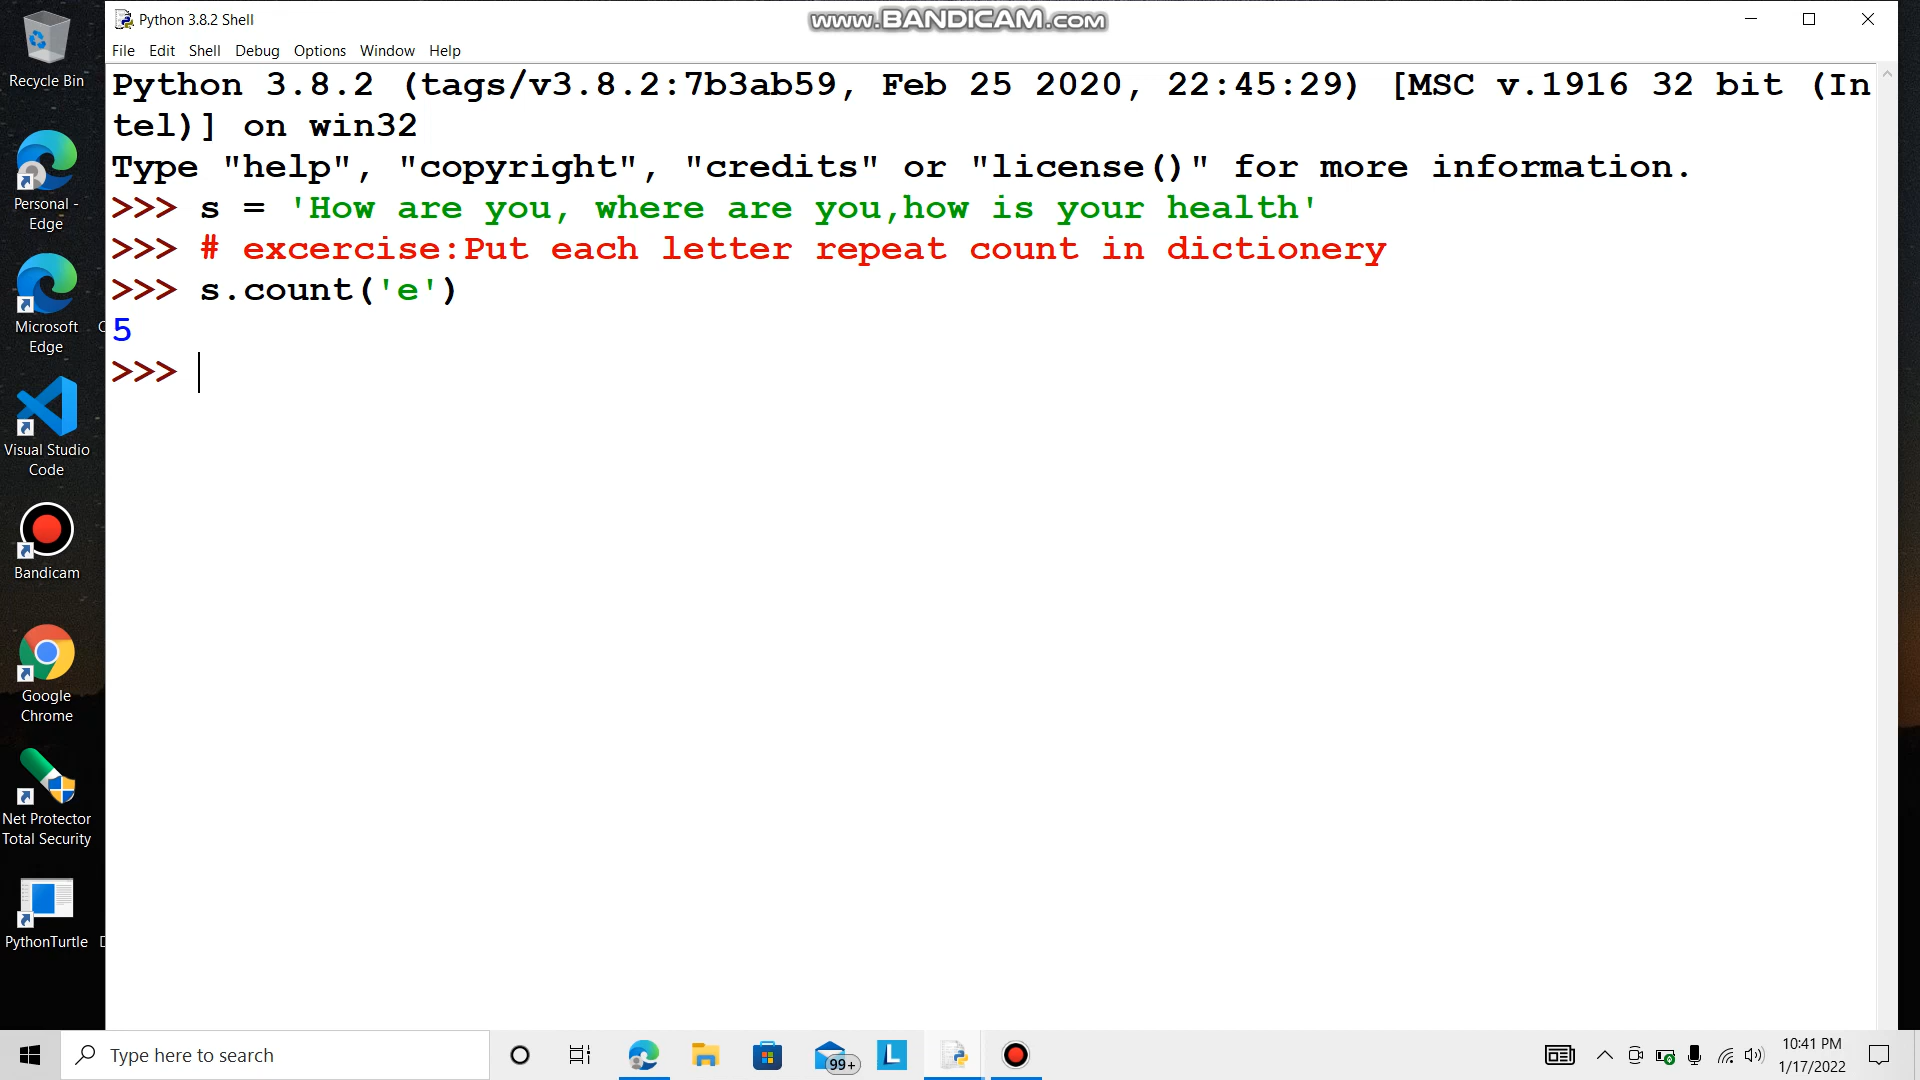 Python 3.8.2 Shell
www.BANDICAM.com
File Edit Shell Debug Options Window Help
Python 3.8.2 (tags/v3.8.2:7b3ab59, Feb 25 2020, 22:45:29) [MSC v.1916 32 bit (In
tel)] on win32
Type "help", "copyright", "credits" or "license()" for more information.
>>> s = 'How are you, where are you,how is your health'
>>> # excercise:Put each letter repeat count in dictionery
>>> s.count('e')
5
>>>
Recycle Bin
Personal -
Edge
Microsoft
Edge
Visual Studio
Code
Bandicam
Google
Chrome
Net Protector
Total Security
PythonTurtle
Type here to search
99+
L
10:41 PM
1/17/2022